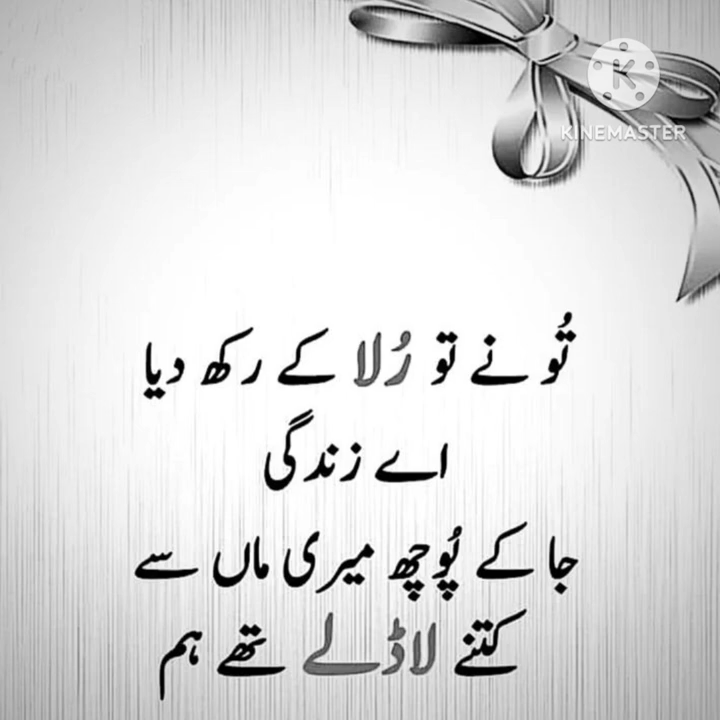 KINEMASTER
تُو نے تو رُلا کے رکھ دیا
اے زندگی
جا کے پُوچھ میری ماں سے
کتنے لاڈلے تھے ہم